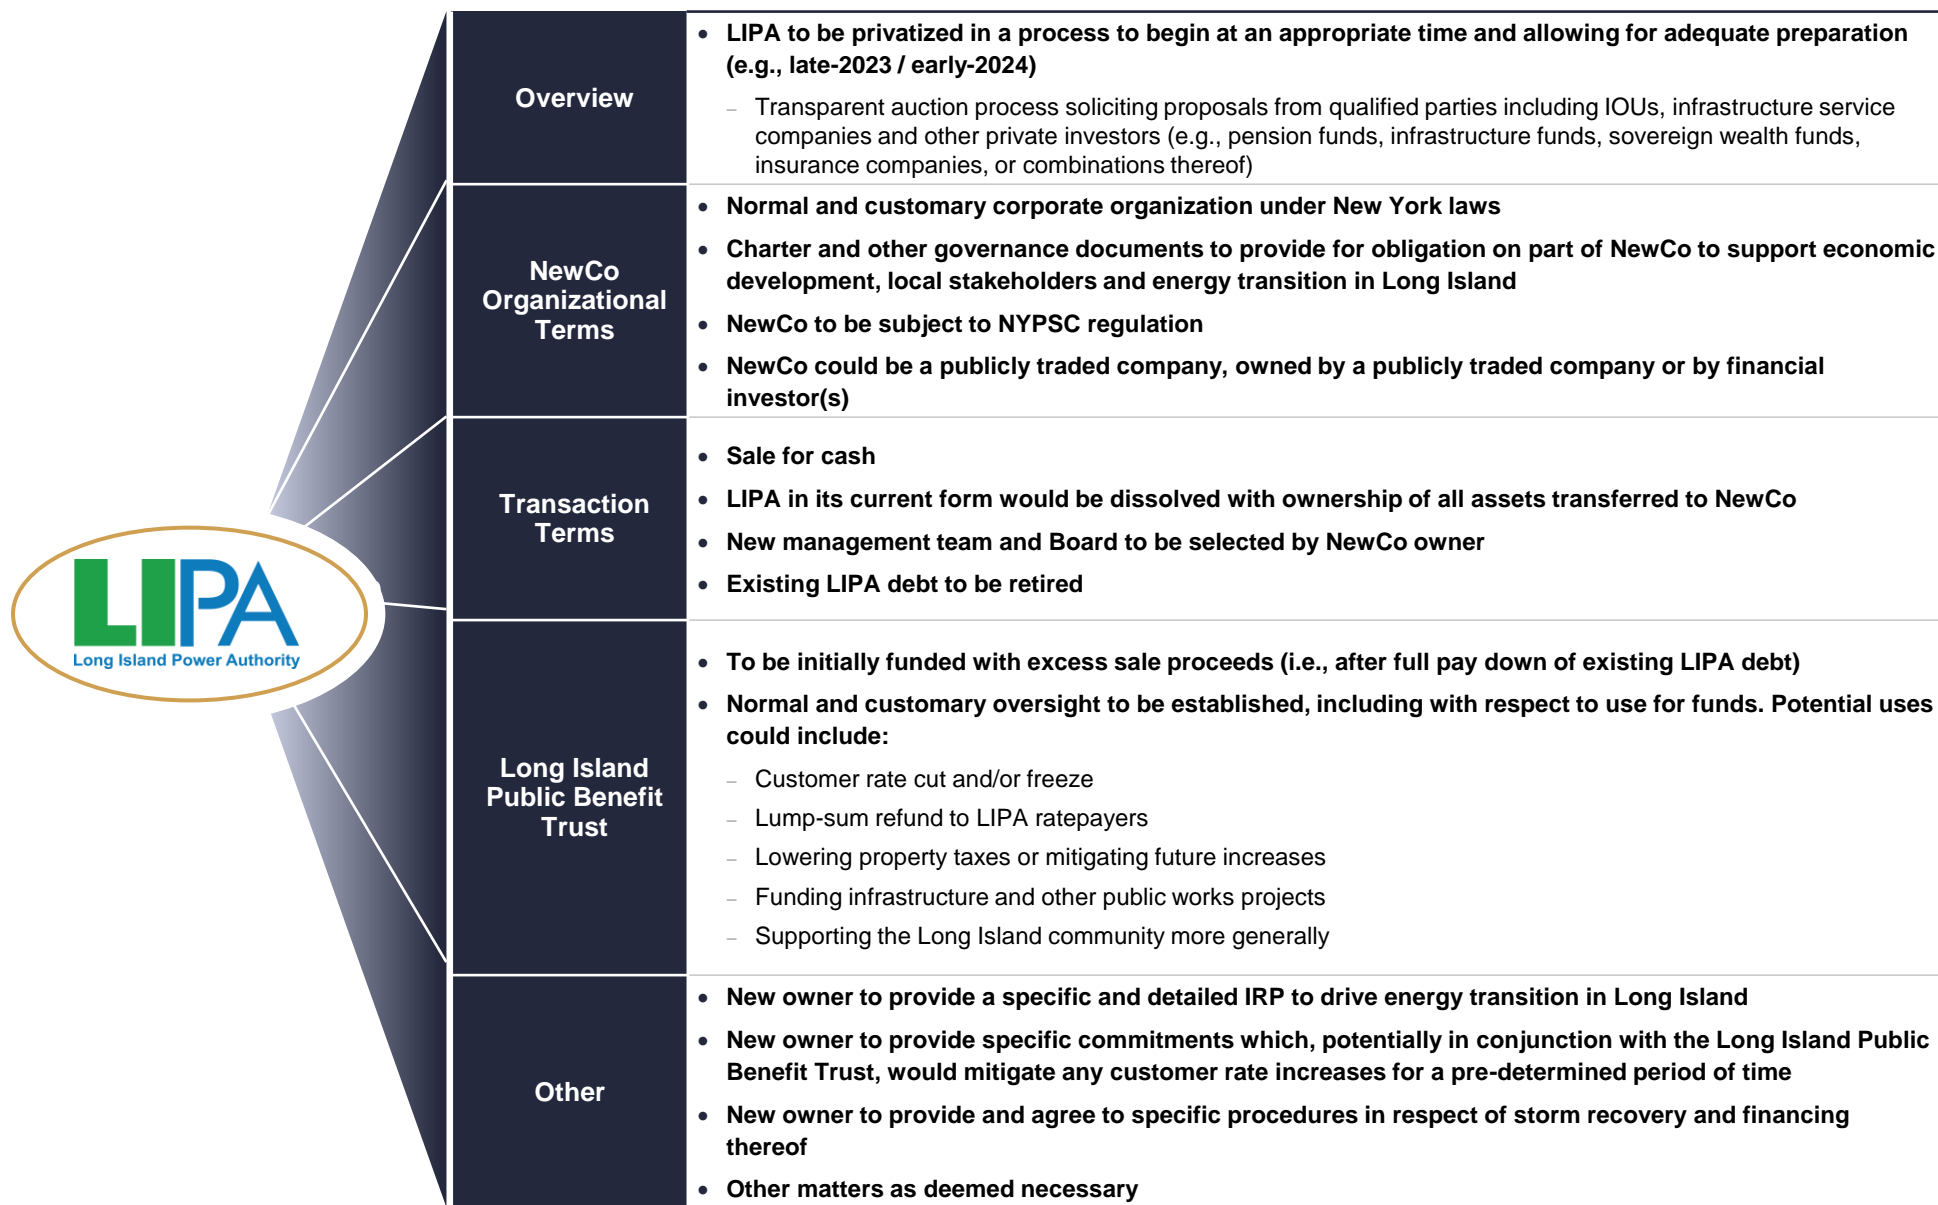 LIPA
Long Island Power Authority
Overview
• LIPA to be privatized in a process to begin at an appropriate time and allowing for adequate preparation
(e.g., late-2023 / early-2024)
– Transparent auction process soliciting proposals from qualified parties including IOUs, infrastructure service
companies and other private investors (e.g., pension funds, infrastructure funds, sovereign wealth funds,
insurance companies, or combinations thereof)
NewCo
Organizational
Terms
• Normal and customary corporate organization under New York laws
• Charter and other governance documents to provide for obligation on part of NewCo to support economic
development, local stakeholders and energy transition in Long Island
• NewCo to be subject to NYPSC regulation
• NewCo could be a publicly traded company, owned by a publicly traded company or by financial
investor(s)
Transaction
Terms
• Sale for cash
• LIPA in its current form would be dissolved with ownership of all assets transferred to NewCo
• New management team and Board to be selected by NewCo owner
• Existing LIPA debt to be retired
Long Island
Public Benefit
Trust
• To be initially funded with excess sale proceeds (i.e., after full pay down of existing LIPA debt)
• Normal and customary oversight to be established, including with respect to use for funds. Potential uses
could include:
– Customer rate cut and/or freeze
– Lump-sum refund to LIPA ratepayers
– Lowering property taxes or mitigating future increases
– Funding infrastructure and other public works projects
– Supporting the Long Island community more generally
Other
• New owner to provide a specific and detailed IRP to drive energy transition in Long Island
• New owner to provide specific commitments which, potentially in conjunction with the Long Island Public
Benefit Trust, would mitigate any customer rate increases for a pre-determined period of time
• New owner to provide and agree to specific procedures in respect of storm recovery and financing
thereof
• Other matters as deemed necessary